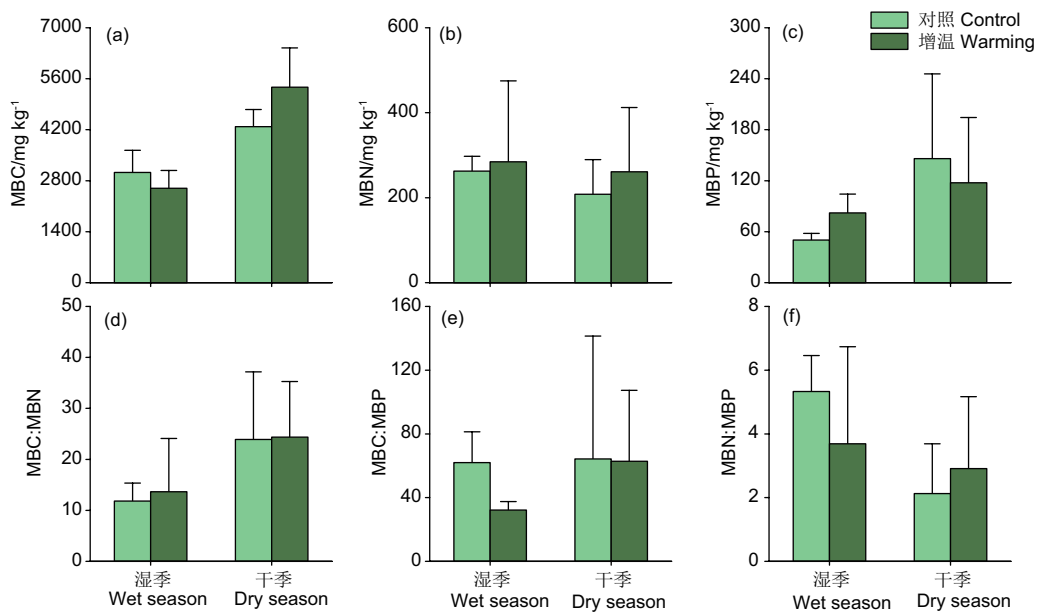 (a)
MBC/mg kg⁻¹
7000
5600
4200
2800
1400
0
(b)
MBN/mg kg⁻¹
600
400
200
0
(c)
对照 Control
增温 Warming
MBP/mg kg⁻¹
300
240
180
120
60
0
(d)
MBC:MBN
50
40
30
20
10
0
湿季
Wet season
干季
Dry season
(e)
MBC:MBP
160
120
80
40
0
湿季
Wet season
干季
Dry season
(f)
MBN:MBP
8
6
4
2
0
湿季
Wet season
干季
Dry season